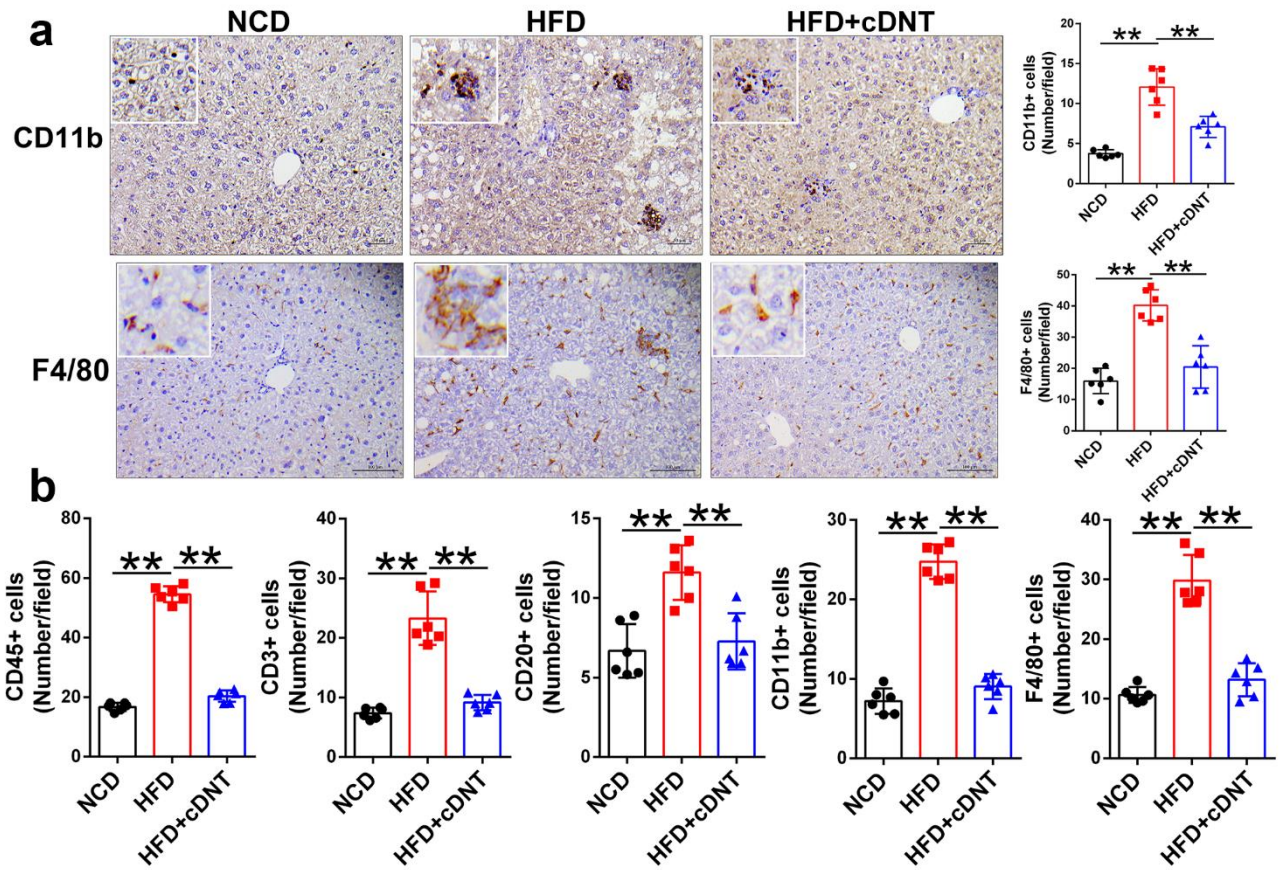 a
NCD
HFD
HFD+cDNT
CD11b
F4/80
CD11b+ cells
(Number/field)
20
15
10
5
0
**
**
NCD
HFD
HFD+cDNT
F4/80+ cells
(Number/field)
50
40
30
20
10
0
**
**
NCD
HFD
HFD+cDNT
b
CD45+ cells
(Number/field)
80
60
40
20
0
**
**
NCD
HFD
HFD+cDNT
CD3+ cells
(Number/field)
40
30
20
10
0
**
**
NCD
HFD
HFD+cDNT
CD20+ cells
(Number/field)
15
10
5
0
**
**
NCD
HFD
HFD+cDNT
CD11b+ cells
(Number/field)
30
20
10
0
**
**
NCD
HFD
HFD+cDNT
F4/80+ cells
(Number/field)
40
30
20
10
0
**
**
NCD
HFD
HFD+cDNT